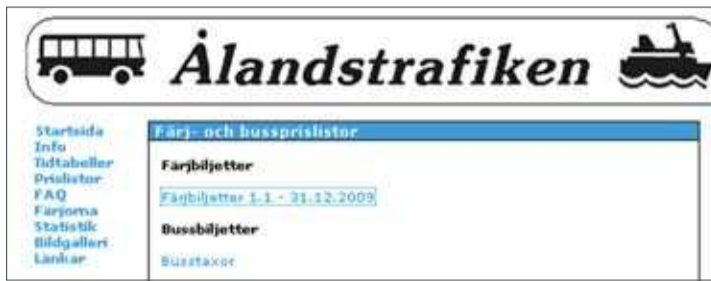 Ålandstrafiken
Startsida
Info
Tidtabeller
Prislistor
FAQ
Färjorna
Statistik
Bildgalleri
Länkar
Färj- och bussprislistor
Färjbiljetter
Färjbiljetter 1.1 - 31.12.2009
Bussbiljetter
Busstaxor